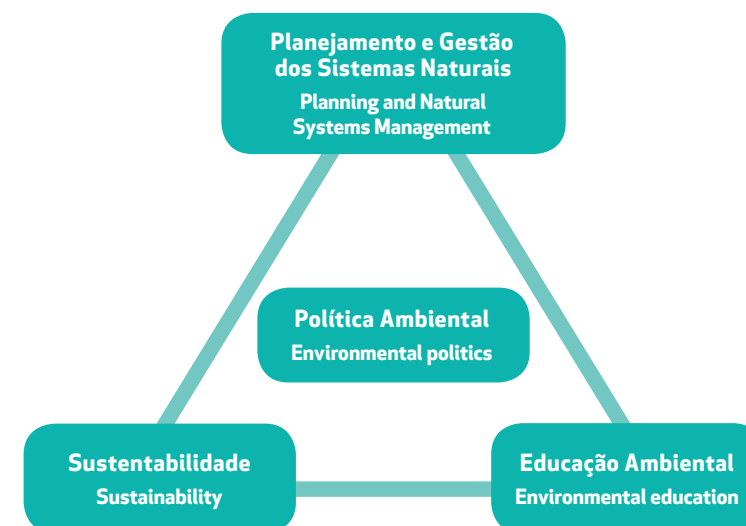 Planejamento e Gestão
dos Sistemas Naturais
Planning and Natural
Systems Management
Política Ambiental
Environmental politics
Sustentabilidade
Sustainability
Educação Ambiental
Environmental education